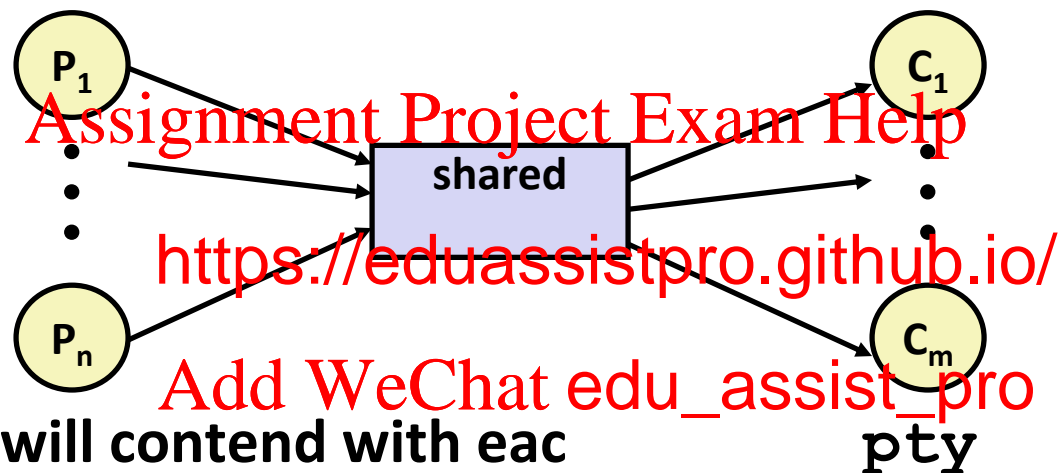 P1 C1
Assignment Project Exam Help
shared
https://eduassistpro.github.io/
Pn Cm
Add WeChat edu_assist_pro
will contend with eac pty